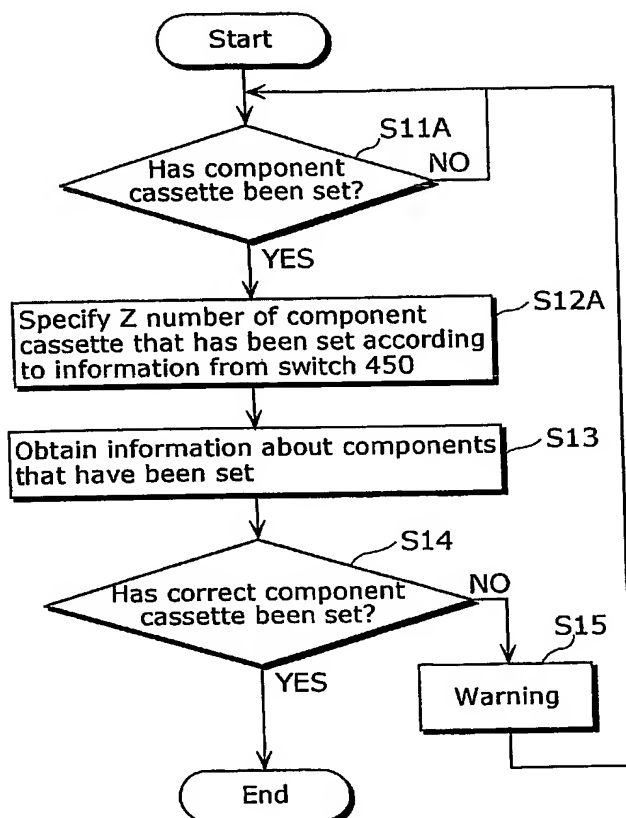 Start
S11A
Has component
cassette been set?
NO
YES
S12A
Specify Z number of component
cassette that has been set according
to information from switch 450
S13
Obtain information about components
that have been set
S14
Has correct component
cassette been set?
NO
YES
S15
Warning
End